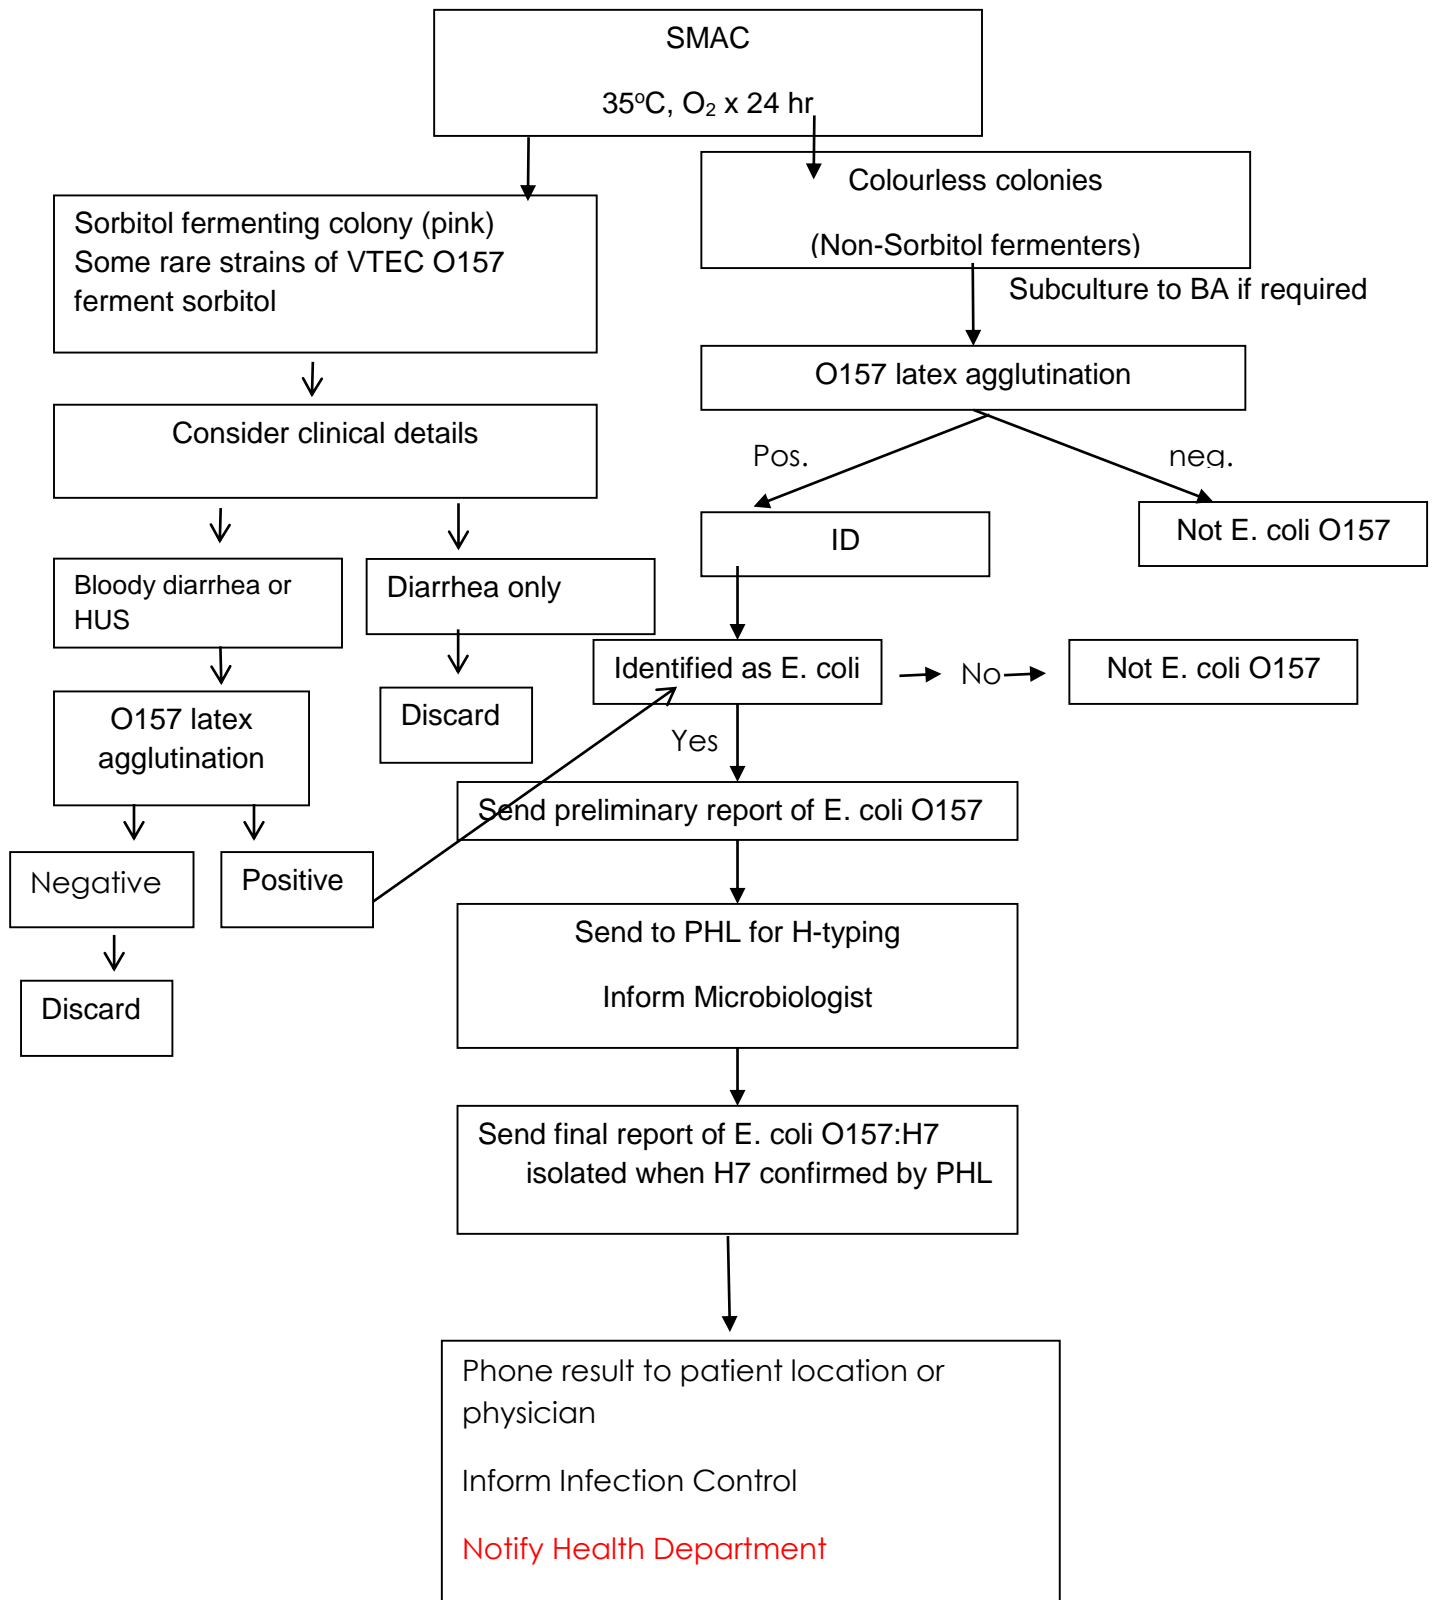 SMAC
35°C, O₂ x 24 hr
Colourless colonies
(Non-Sorbitol fermenters)
Sorbitol fermenting colony (pink)
Some rare strains of VTEC O157
ferment sorbitol
Subculture to BA if required
O157 latex agglutination
Consider clinical details
Pos.
neg.
ID
Not E. coli O157
Bloody diarrhea or
HUS
Diarrhea only
Identified as E. coli
No
Not E. coli O157
O157 latex
agglutination
Discard
Yes
Send preliminary report of E. coli O157
Negative
Positive
Send to PHL for H-typing
Inform Microbiologist
Discard
Send final report of E. coli O157:H7
isolated when H7 confirmed by PHL
Phone result to patient location or
physician
Inform Infection Control
Notify Health Department